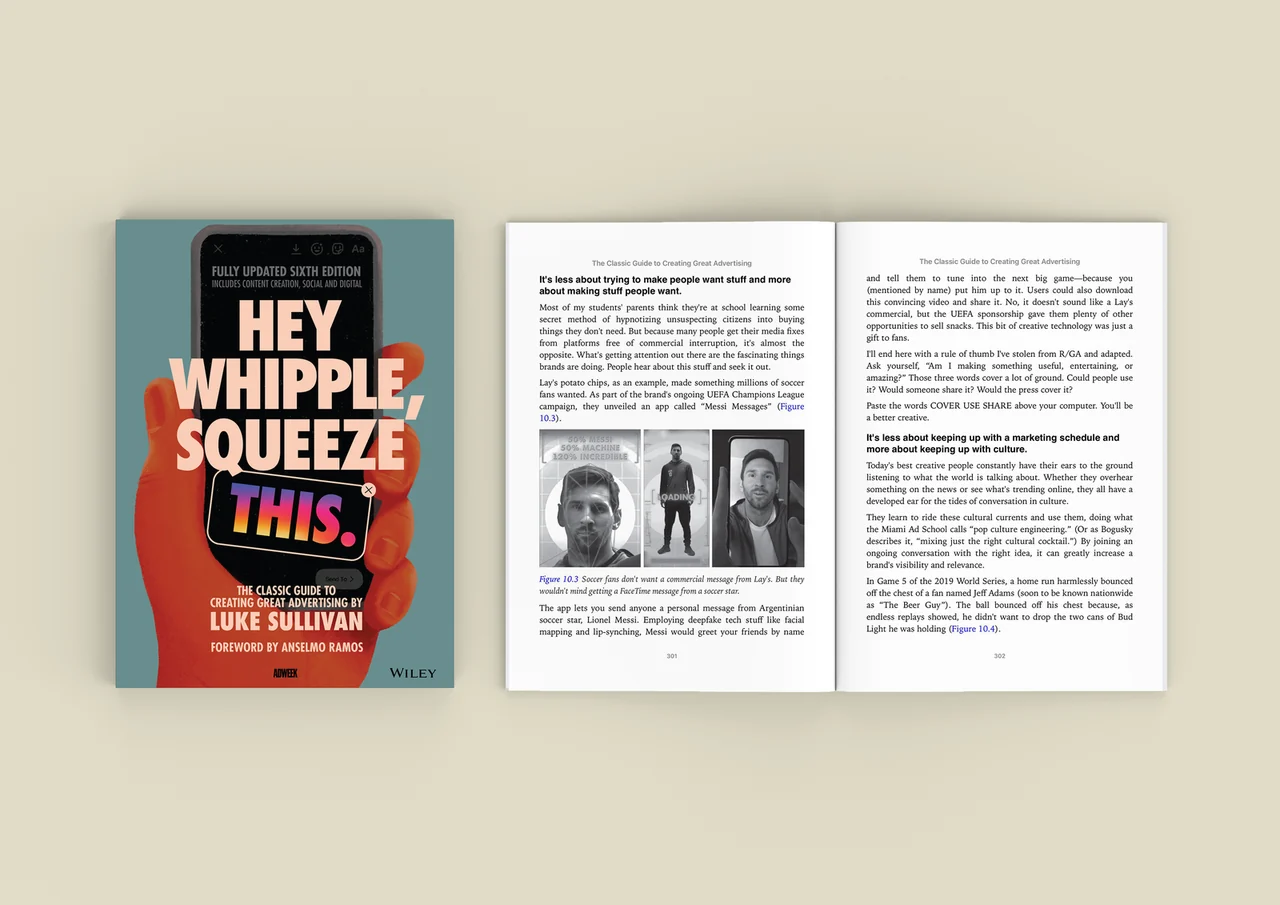 Aa
FULLY UPDATED SIXTH EDITION
INCLUDES CONTENT CREATION, SOCIAL AND DIGITAL
HEY
WHIPPLE,
SQUEEZE
THIS.
Send To >
THE CLASSIC GUIDE TO
CREATING GREAT ADVERTISING BY
LUKE SULLIVAN
FOREWORD BY ANSELMO RAMOS
ADWEEK
WILEY
The Classic Guide to Creating Great Advertising
It's less about trying to make people want stuff and more
about making stuff people want.
Most of my students' parents think they're at school learning some
secret method of hypnotizing unsuspecting citizens into buying
things they don't need. But because many people get their media fixes
from platforms free of commercial interruption, it's almost the
opposite. What's getting attention out there are the fascinating things
brands are doing. People hear about this stuff and seek it out.
Lay's potato chips, as an example, made something millions of soccer
fans wanted. As part of the brand's ongoing UEFA Champions League
campaign, they unveiled an app called “Messi Messages” (Figure
10.3).
50% MESSI
50% MACHINE
120% INCREDIBLE
[LOADING]
Figure 10.3 Soccer fans don't want a commercial message from Lay's. But they
wouldn't mind getting a FaceTime message from a soccer star.
The app lets you send anyone a personal message from Argentinian
soccer star, Lionel Messi. Employing deepfake tech stuff like facial
mapping and lip-synching, Messi would greet your friends by name
301
The Classic Guide to Creating Great Advertising
and tell them to tune into the next big game—because you
(mentioned by name) put him up to it. Users could also download
this convincing video and share it. No, it doesn't sound like a Lay's
commercial, but the UEFA sponsorship gave them plenty of other
opportunities to sell snacks. This bit of creative technology was just a
gift to fans.
I'll end here with a rule of thumb I've stolen from R/GA and adapted.
Ask yourself, “Am I making something useful, entertaining, or
amazing?” Those three words cover a lot of ground. Could people use
it? Would someone share it? Would the press cover it?
Paste the words COVER USE SHARE above your computer. You'll be
a better creative.
It's less about keeping up with a marketing schedule and
more about keeping up with culture.
Today's best creative people constantly have their ears to the ground
listening to what the world is talking about. Whether they overhear
something on the news or see what's trending online, they all have a
developed ear for the tides of conversation in culture.
They learn to ride these cultural currents and use them, doing what
the Miami Ad School calls “pop culture engineering.” (Or as Bogusky
describes it, “mixing just the right cultural cocktail.”) By joining an
ongoing conversation with the right idea, it can greatly increase a
brand's visibility and relevance.
In Game 5 of the 2019 World Series, a home run harmlessly bounced
off the chest of a fan named Jeff Adams (soon to be known nationwide
as “The Beer Guy”). The ball bounced off his chest because, as
endless replays showed, he didn't want to drop the two cans of Bud
Light he was holding (Figure 10.4).
302